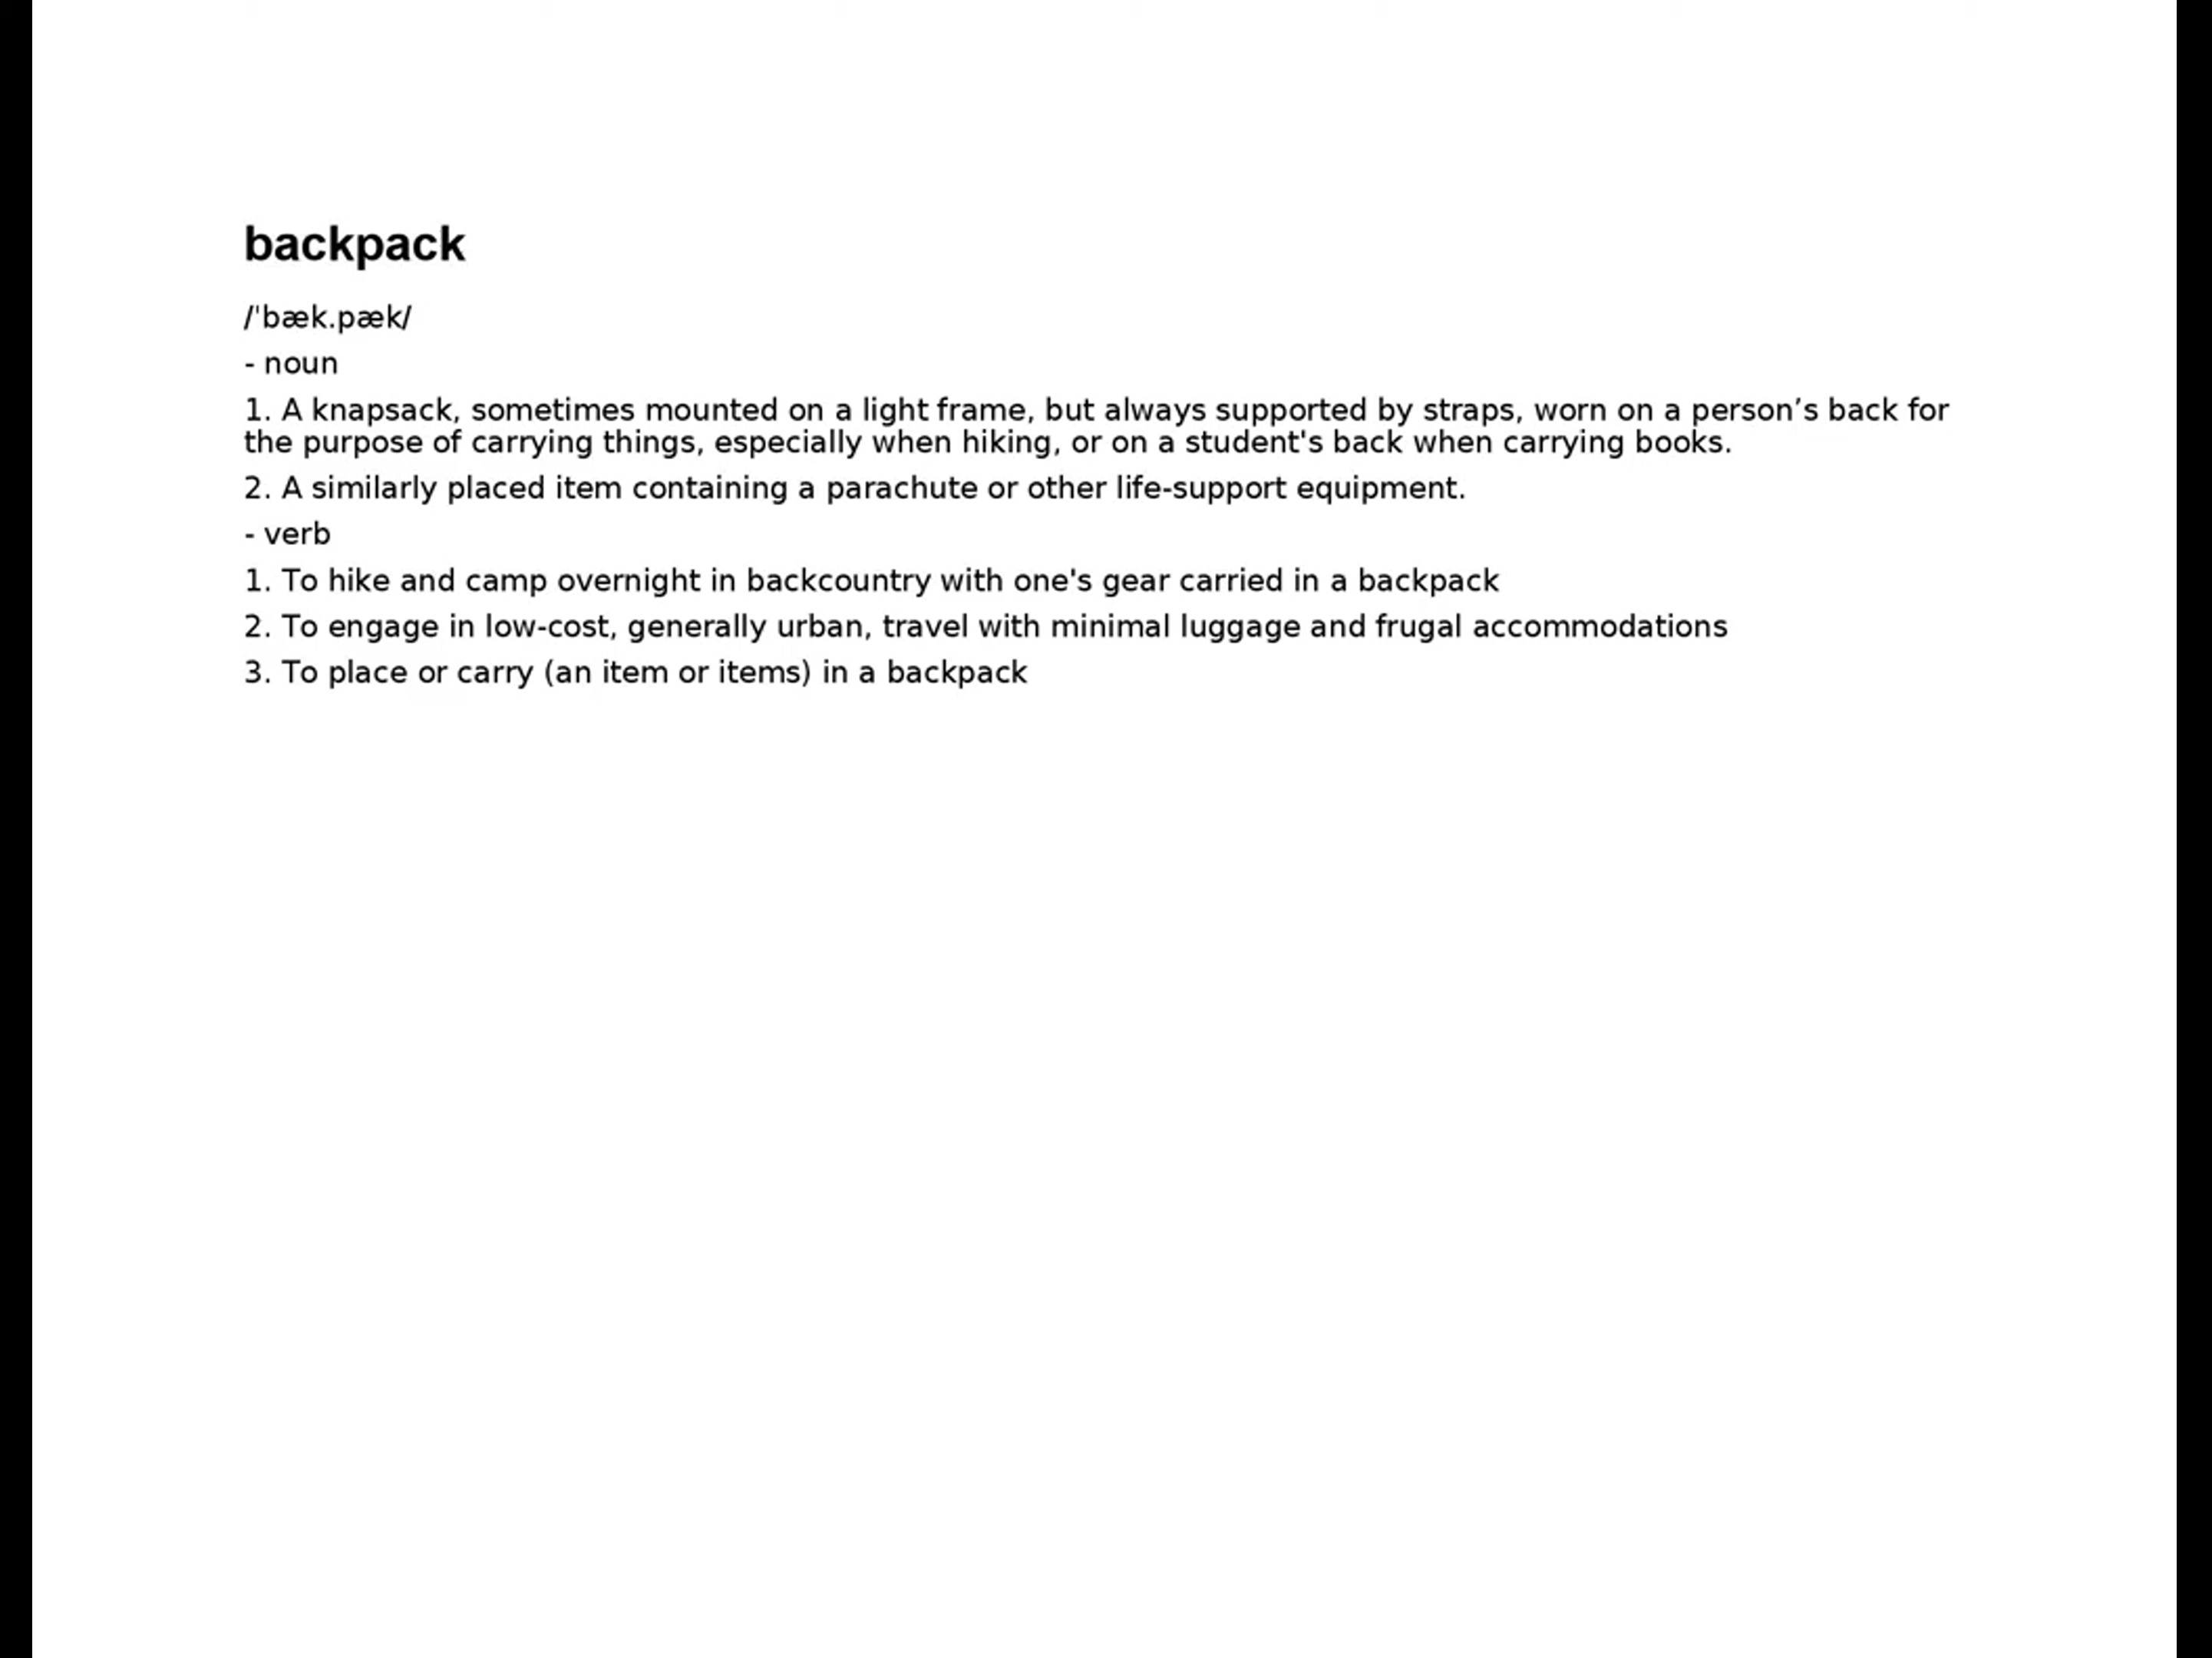 backpack
/ˈbæk.pæk/
- noun
1. A knapsack, sometimes mounted on a light frame, but always supported by straps, worn on a person’s back for
the purpose of carrying things, especially when hiking, or on a student's back when carrying books.
2. A similarly placed item containing a parachute or other life-support equipment.
- verb
1. To hike and camp overnight in backcountry with one's gear carried in a backpack
2. To engage in low-cost, generally urban, travel with minimal luggage and frugal accommodations
3. To place or carry (an item or items) in a backpack